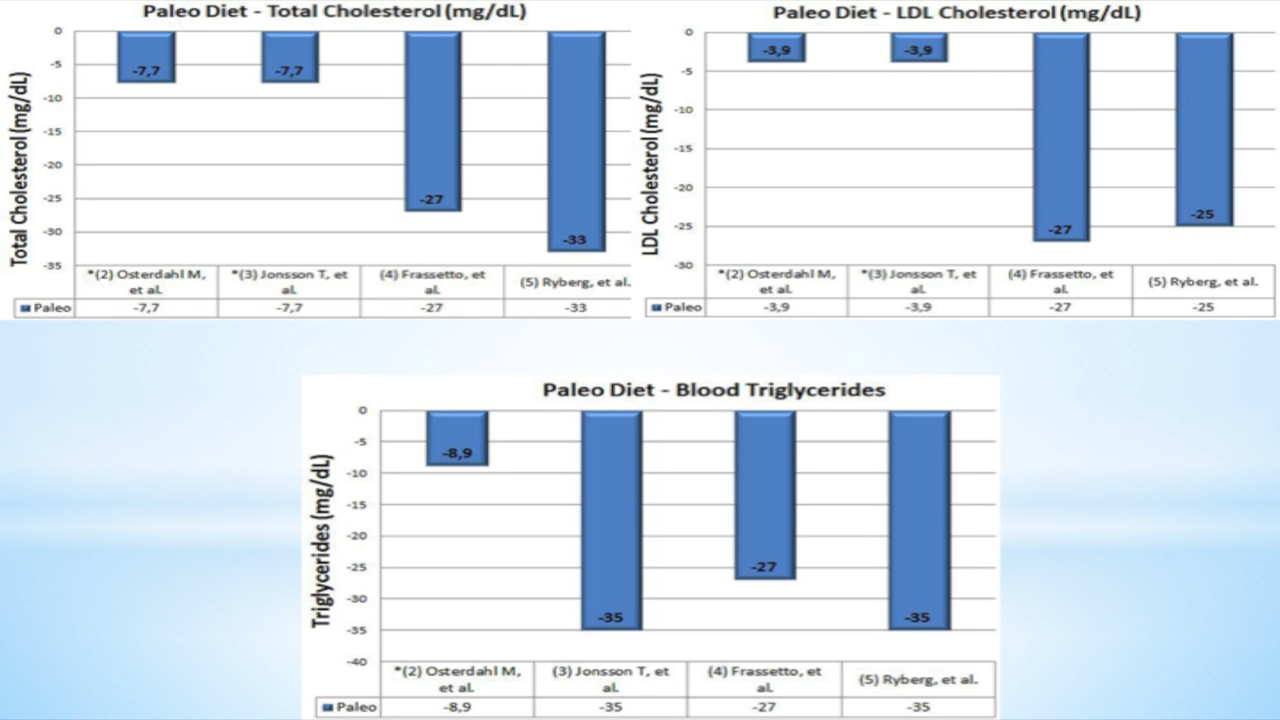 Paleo Diet - Total Cholesterol (mg/dL)
Total Cholesterol (mg/dL)
0
-5
-10
-15
-20
-25
-30
-35
-7,7
-7,7
-27
-33
*(2) Osterdahl M, et al.
*(3) Jonsson T, et al.
(4) Frassetto, et al.
(5) Ryberg, et al.
Paleo -7,7 -7,7 -27 -33
Paleo Diet - LDL Cholesterol (mg/dL)
LDL Cholesterol (mg/dL)
0
-5
-10
-15
-20
-25
-30
-3,9
-3,9
-27
-25
*(2) Osterdahl M, et al.
*(3) Jonsson T, et al.
(4) Frassetto, et al.
(5) Ryberg, et al.
Paleo -3,9 -3,9 -27 -25
Paleo Diet - Blood Triglycerides
Triglycerides (mg/dL)
0
-5
-10
-15
-20
-25
-30
-35
-40
-8,9
-35
-27
-35
*(2) Osterdahl M, et al.
(3) Jonsson T, et al.
(4) Frassetto, et al.
(5) Ryberg, et al.
Paleo -8,9 -35 -27 -35